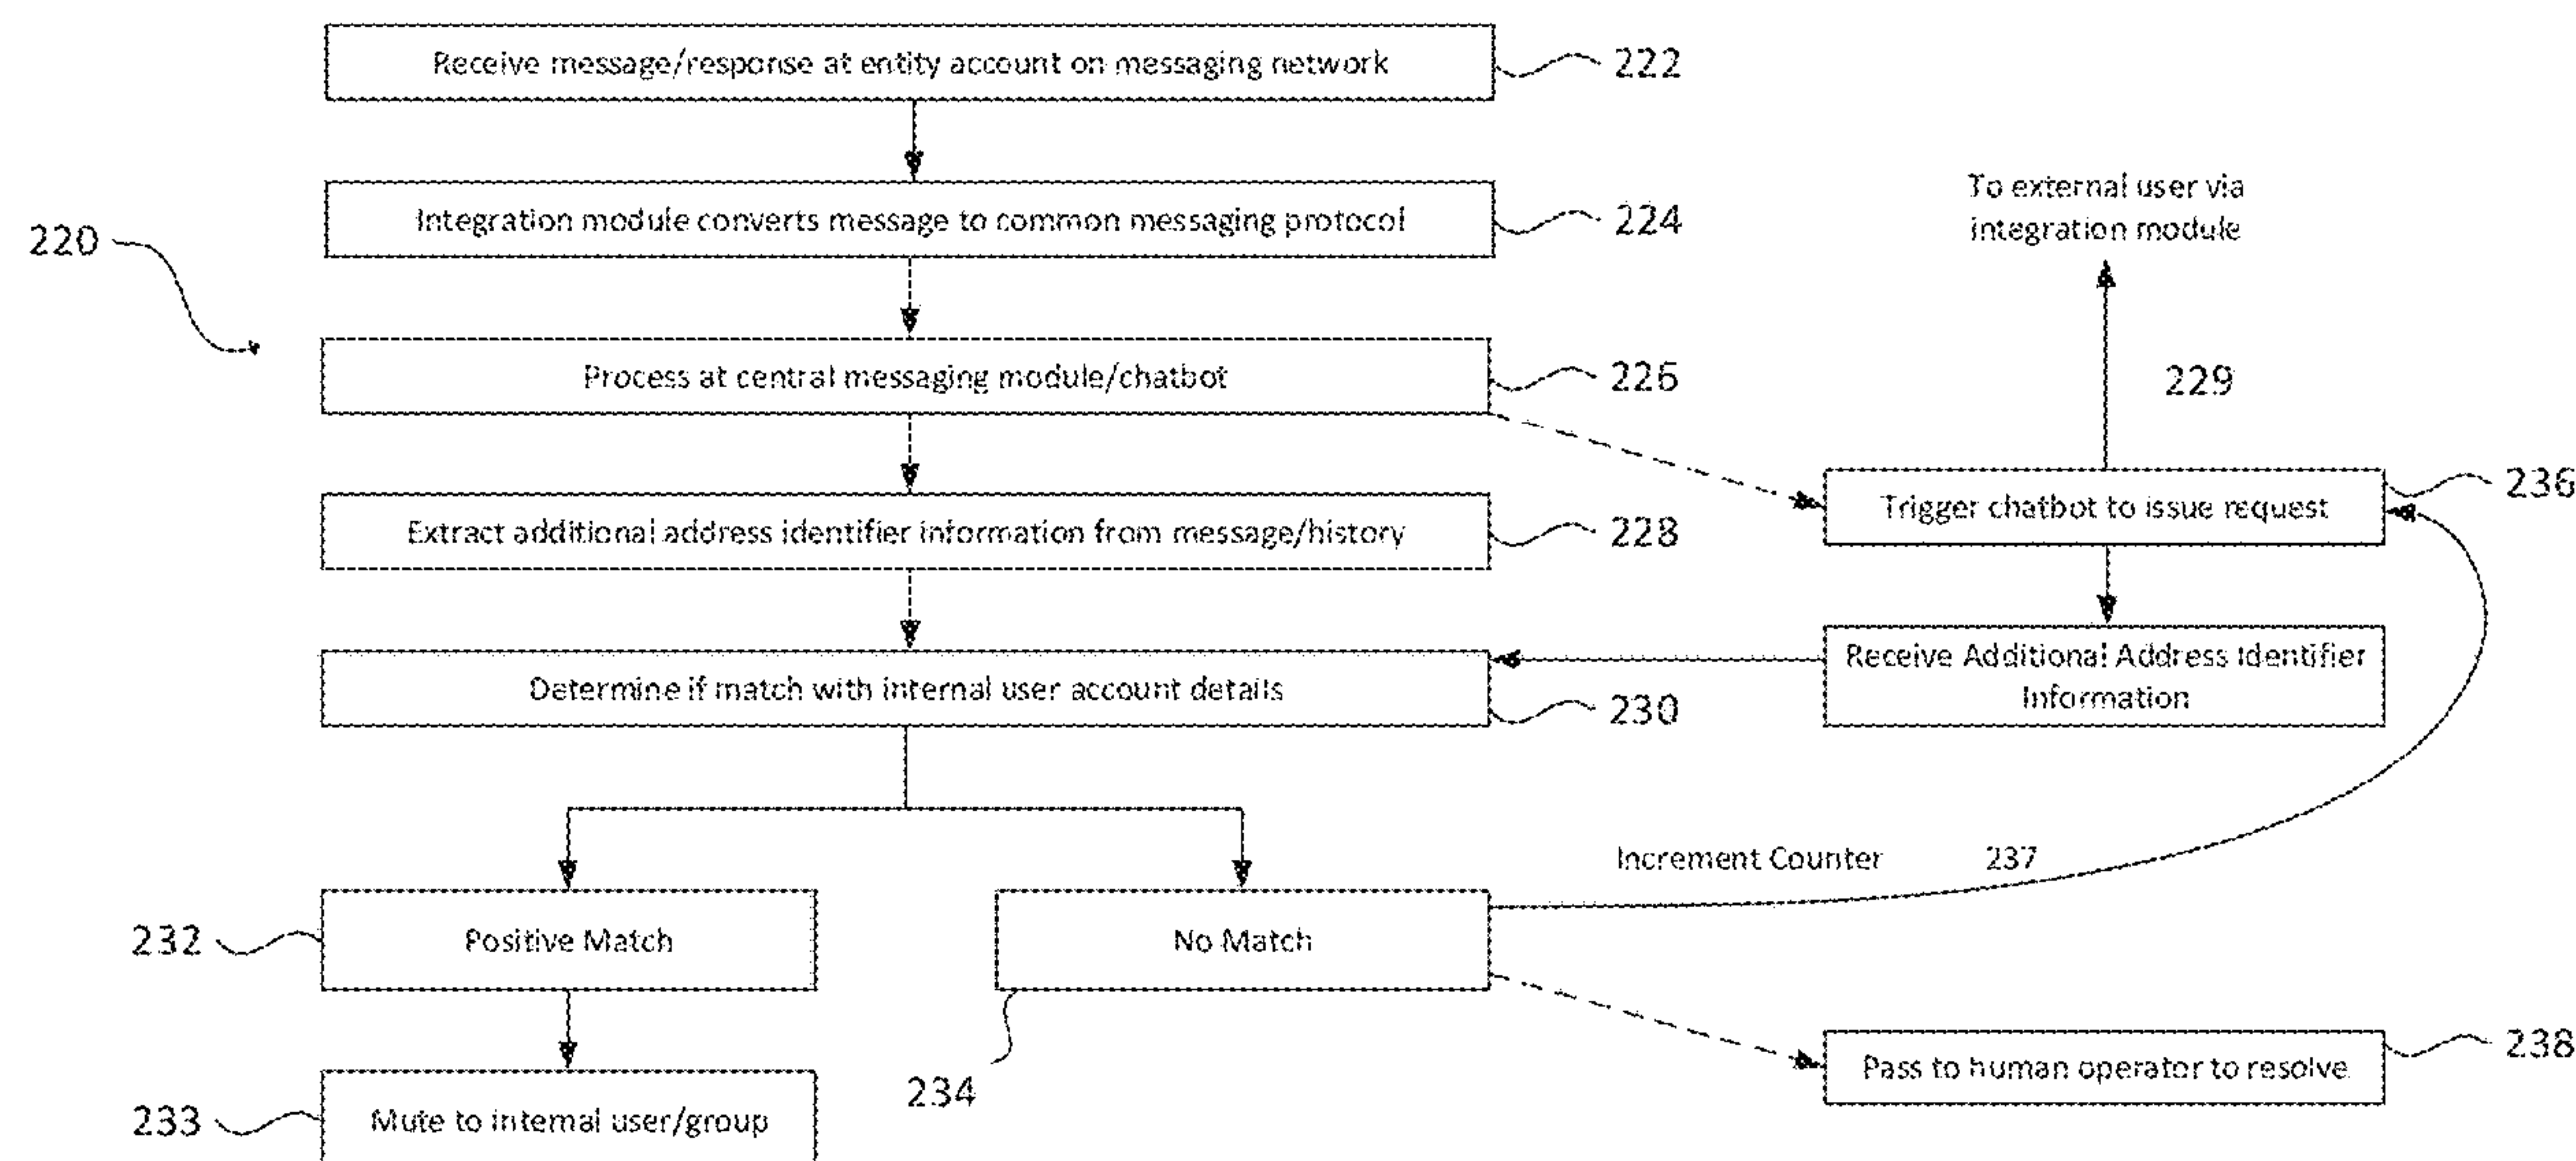 Receive message/response at entity account on messaging network
222
Integration module converts message to common messaging protocol
224
To external user via
integration module
220
Process at central messaging module/chatbot
226
229
Extract additional address identifier information from message/history
228
Trigger chatbot to issue request
236
Determine if match with internal user account details
230
Receive Additional Address Identifier
Information
Increment Counter 237
232
Positive Match
No Match
234
Pass to human operator to resolve
238
233
Mute to internal user/group